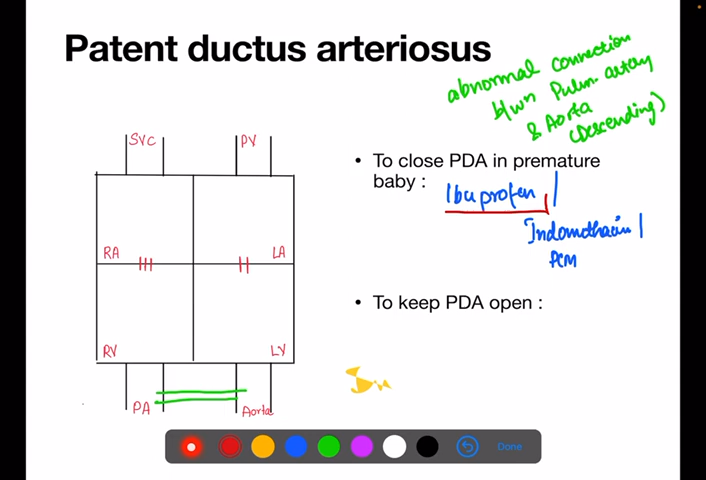 Patent ductus arteriosus
abnormal connection
b/wn Pulm. artery
& Aorta
(Descending)
SVC
PV
RA
LA
RV
LV
PA
Aorta
• To close PDA in premature
baby :
Ibuprofen /
Indomethacin /
PCM
• To keep PDA open :
Done